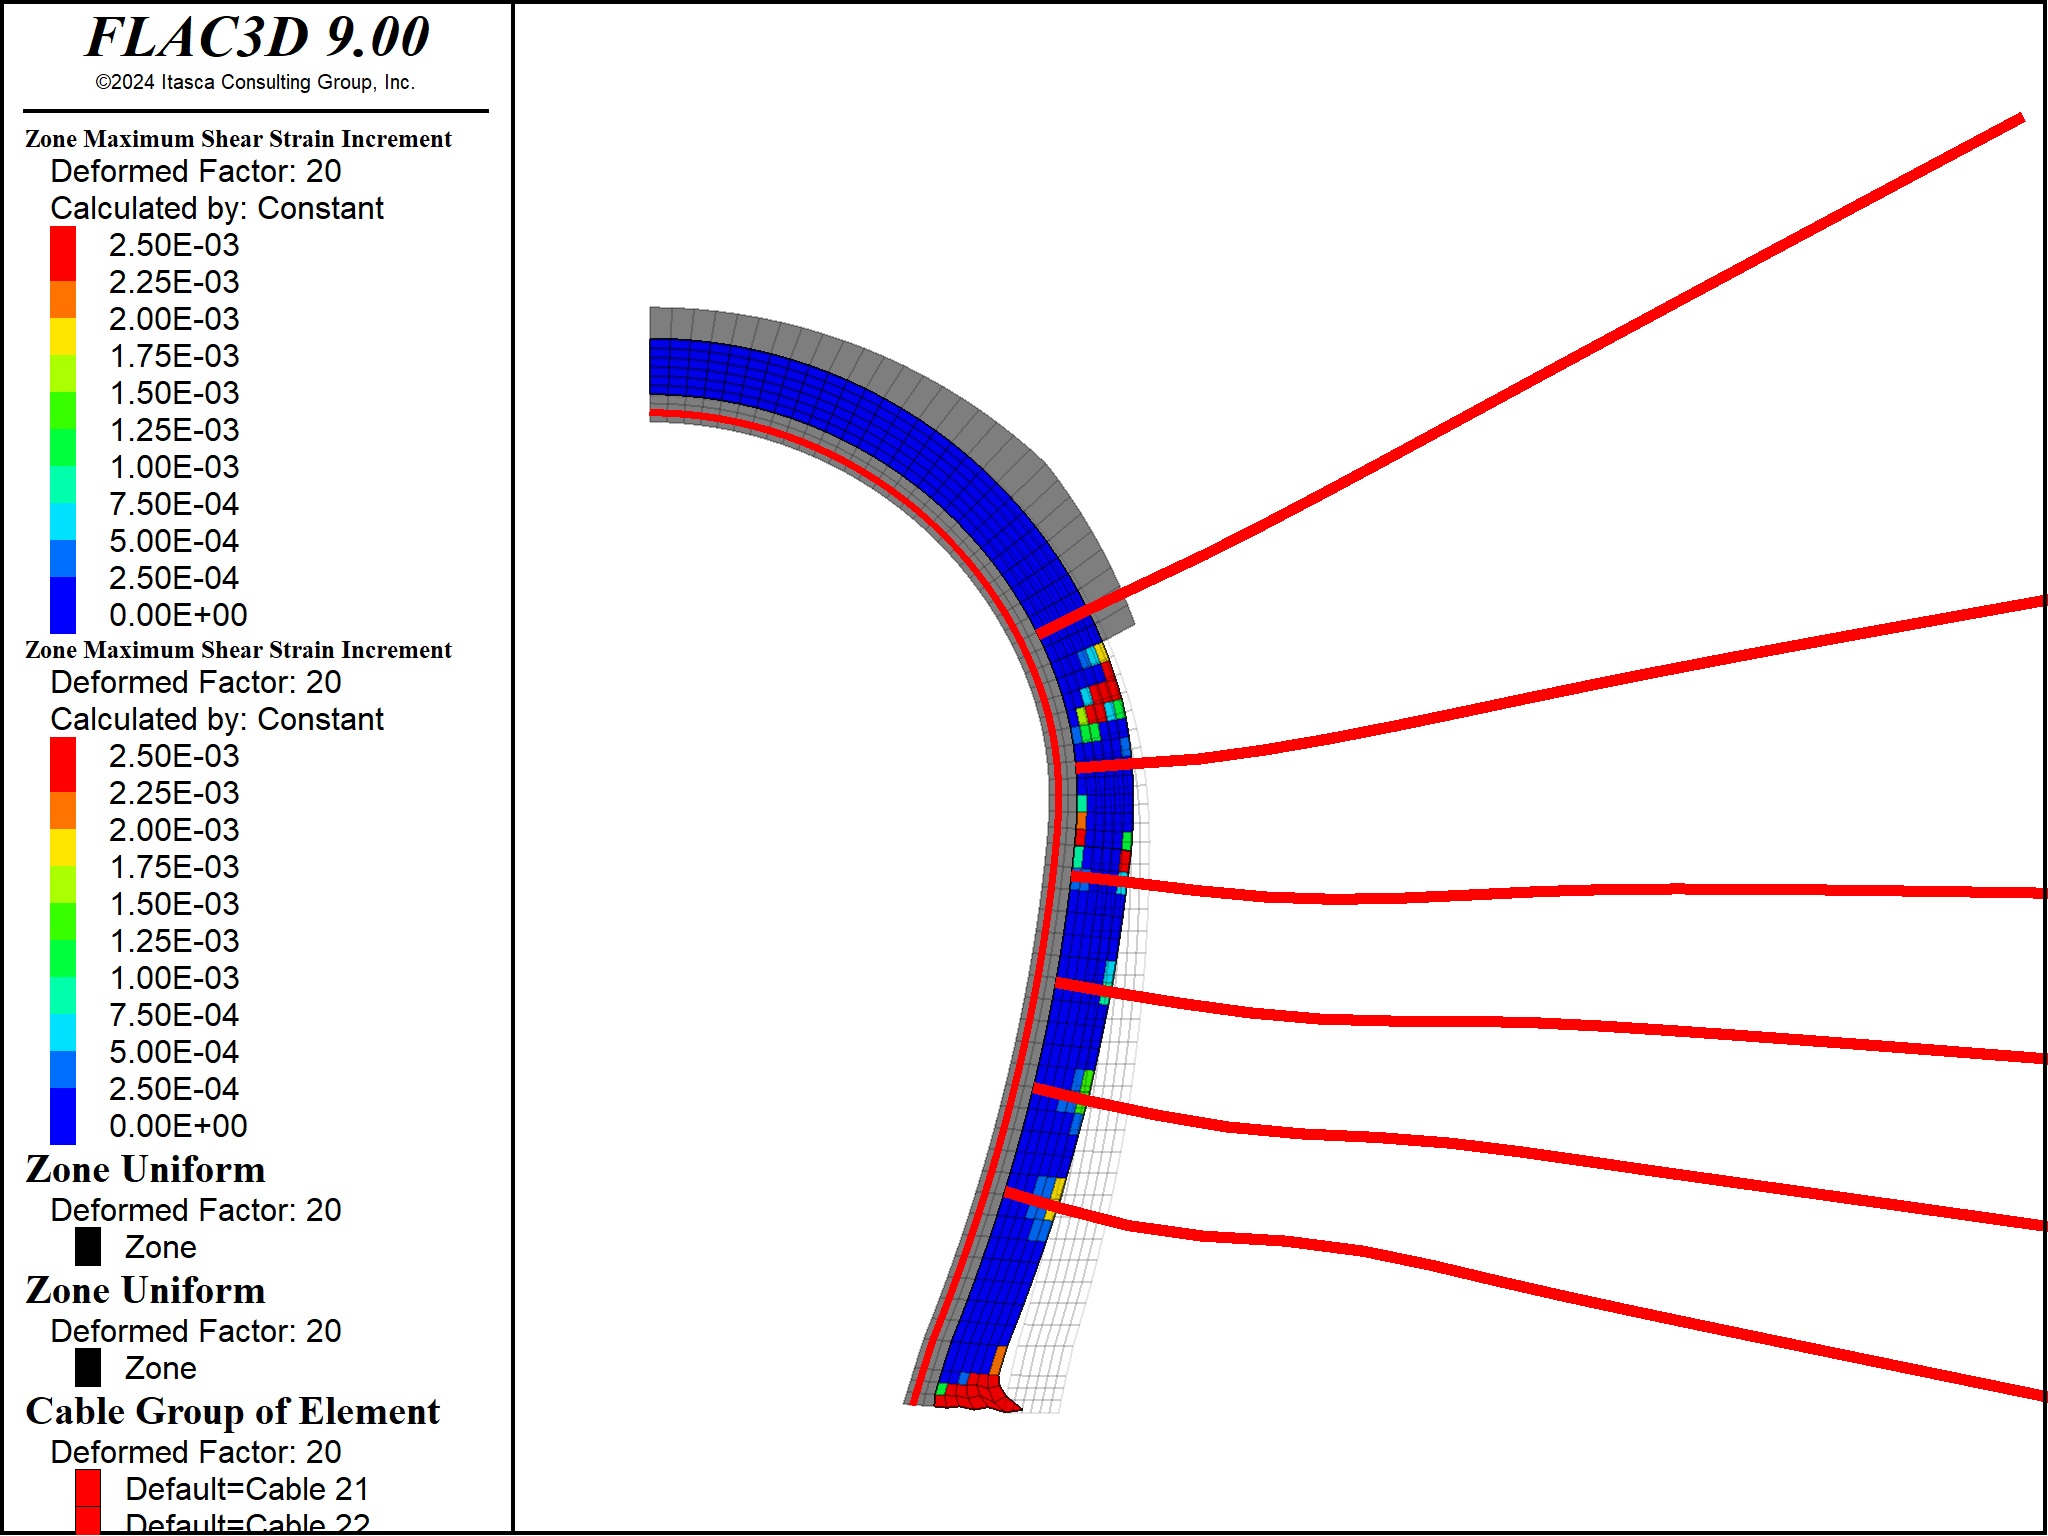 FLAC3D 9.00
©2024 Itasca Consulting Group, Inc.
Zone Maximum Shear Strain Increment
Deformed Factor: 20
Calculated by: Constant
2.50E-03
2.25E-03
2.00E-03
1.75E-03
1.50E-03
1.25E-03
1.00E-03
7.50E-04
5.00E-04
2.50E-04
0.00E+00
Zone Maximum Shear Strain Increment
Deformed Factor: 20
Calculated by: Constant
2.50E-03
2.25E-03
2.00E-03
1.75E-03
1.50E-03
1.25E-03
1.00E-03
7.50E-04
5.00E-04
2.50E-04
0.00E+00
Zone Uniform
Deformed Factor: 20
Zone
Zone Uniform
Deformed Factor: 20
Zone
Cable Group of Element
Deformed Factor: 20
Default=Cable 21
Default=Cable 22